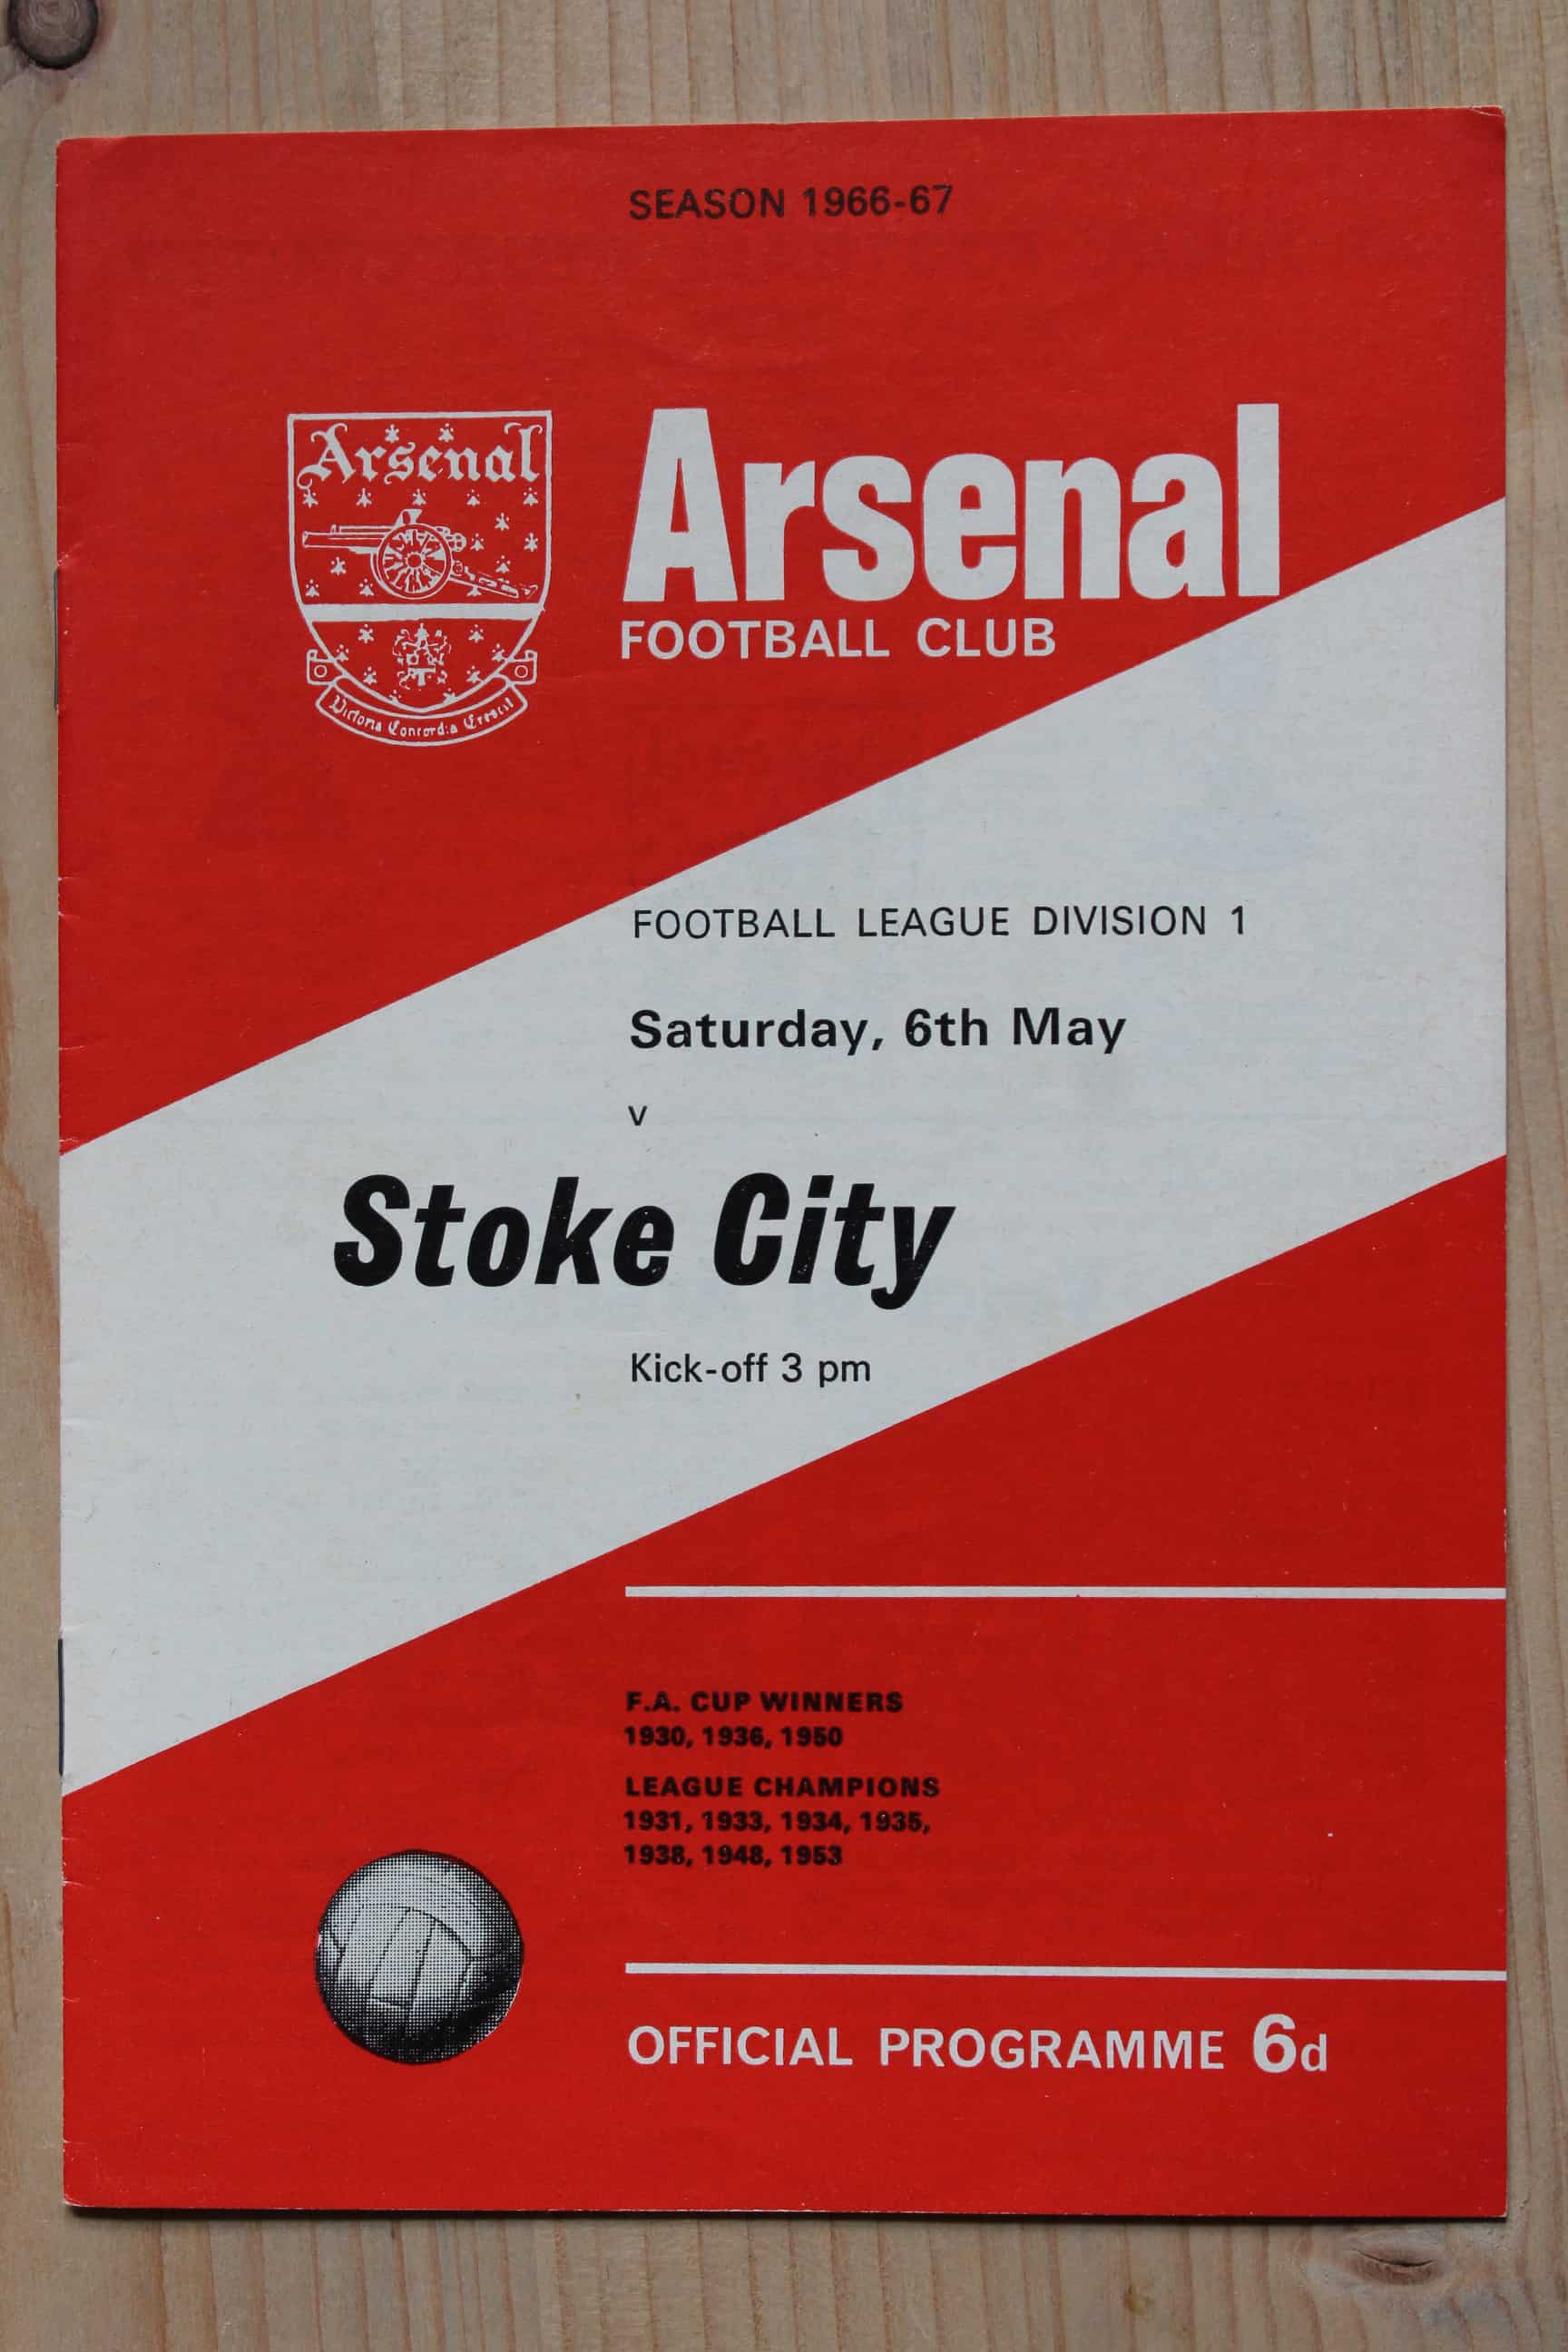 SEASON 1966-67
Arsenal
Arsenal
FOOTBALL CLUB
Victoria Concordia Crescit
FOOTBALL LEAGUE DIVISION 1
Saturday, 6th May
v
Stoke City
Kick-off 3 pm
F.A. CUP WINNERS
1930, 1936, 1950
LEAGUE CHAMPIONS
1931, 1933, 1934, 1935,
1938, 1948, 1953
OFFICIAL PROGRAMME 6d